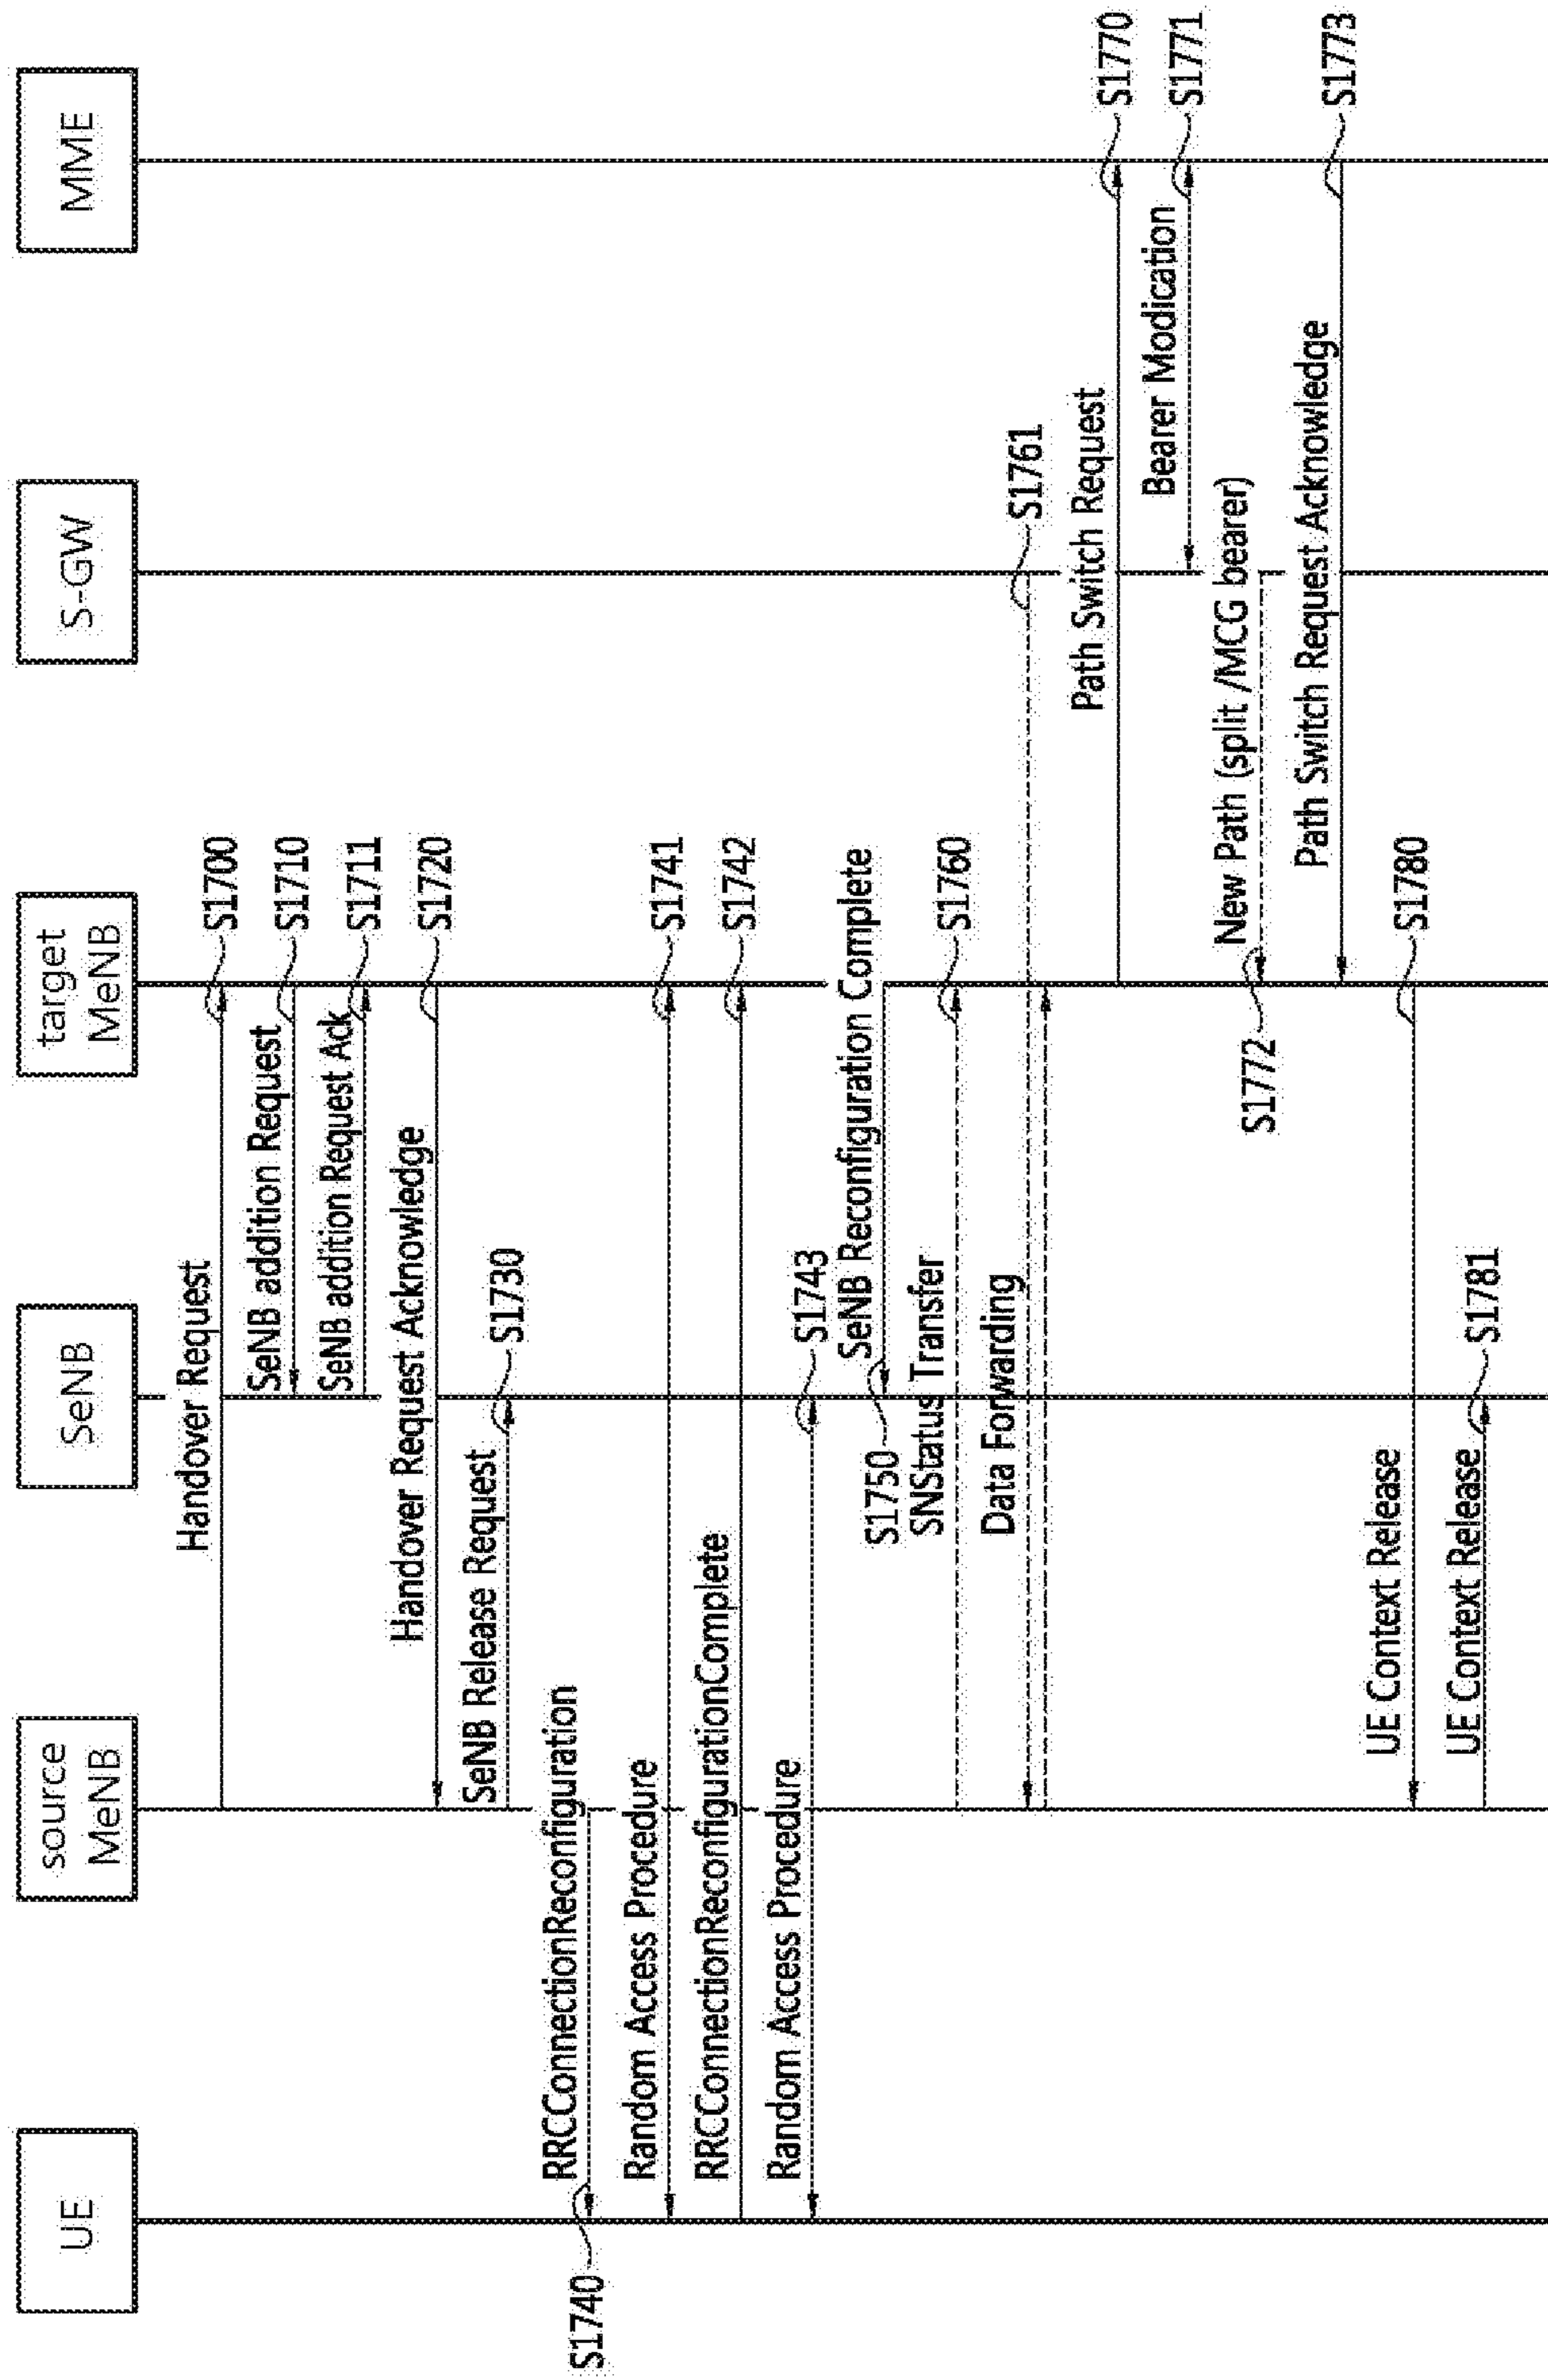 UE
source
MeNB
SeNB
target
MeNB
S-GW
MME
Handover Request
S1700
SeNB addition Request
S1710
SeNB addition Request Ack
S1711
Handover Request Acknowledge
S1720
SeNB Release Request
S1730
S1740
RRCConnectionReconfiguration
Random Access Procedure
S1741
RRCConnectionReconfigurationComplete
S1742
Random Access Procedure
S1743
S1750
SeNB Reconfiguration Complete
SNStatus Transfer
S1760
Data Forwarding
S1761
Path Switch Request
S1770
Bearer Modication
S1771
S1772
New Path (split /MCG bearer)
Path Switch Request Acknowledge
S1773
UE Context Release
S1780
UE Context Release
S1781